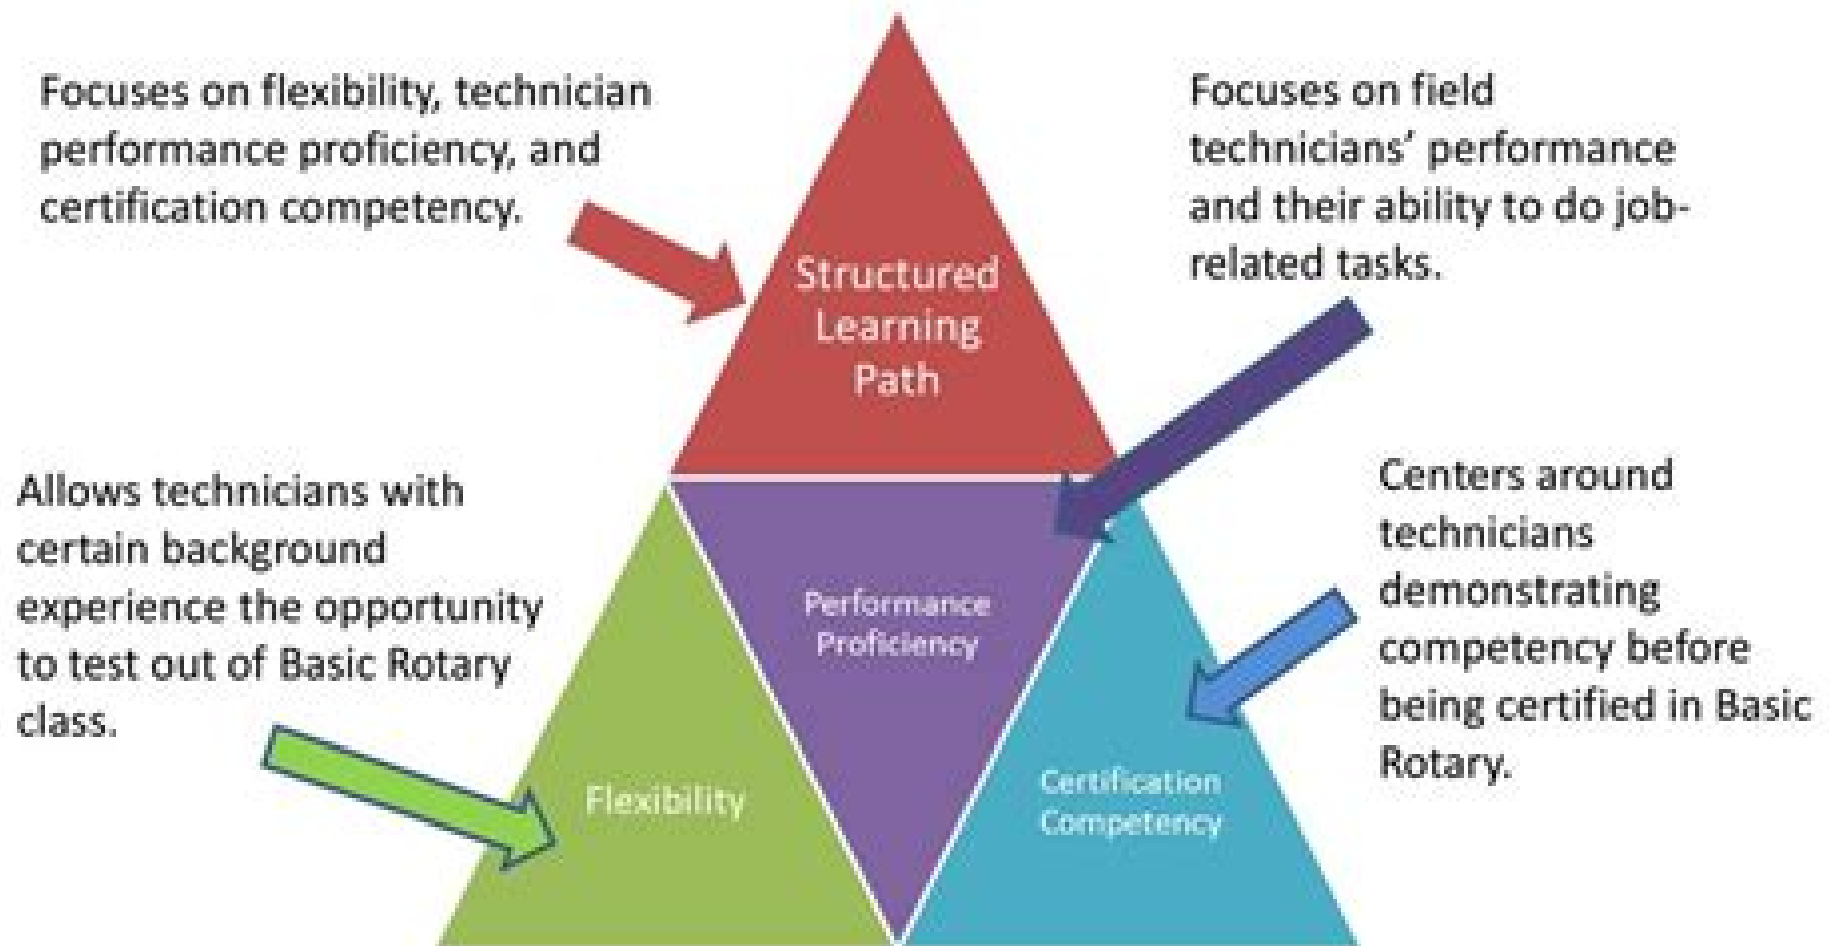 Focuses on flexibility, technician
performance proficiency, and
certification competency.
Focuses on field
technicians’ performance
and their ability to do job-
related tasks.
Structured
Learning
Path
Allows technicians with
certain background
experience the opportunity
to test out of Basic Rotary
class.
Centers around
technicians
demonstrating
competency before
being certified in Basic
Rotary.
Performance
Proficiency
Flexibility
Certification
Competency